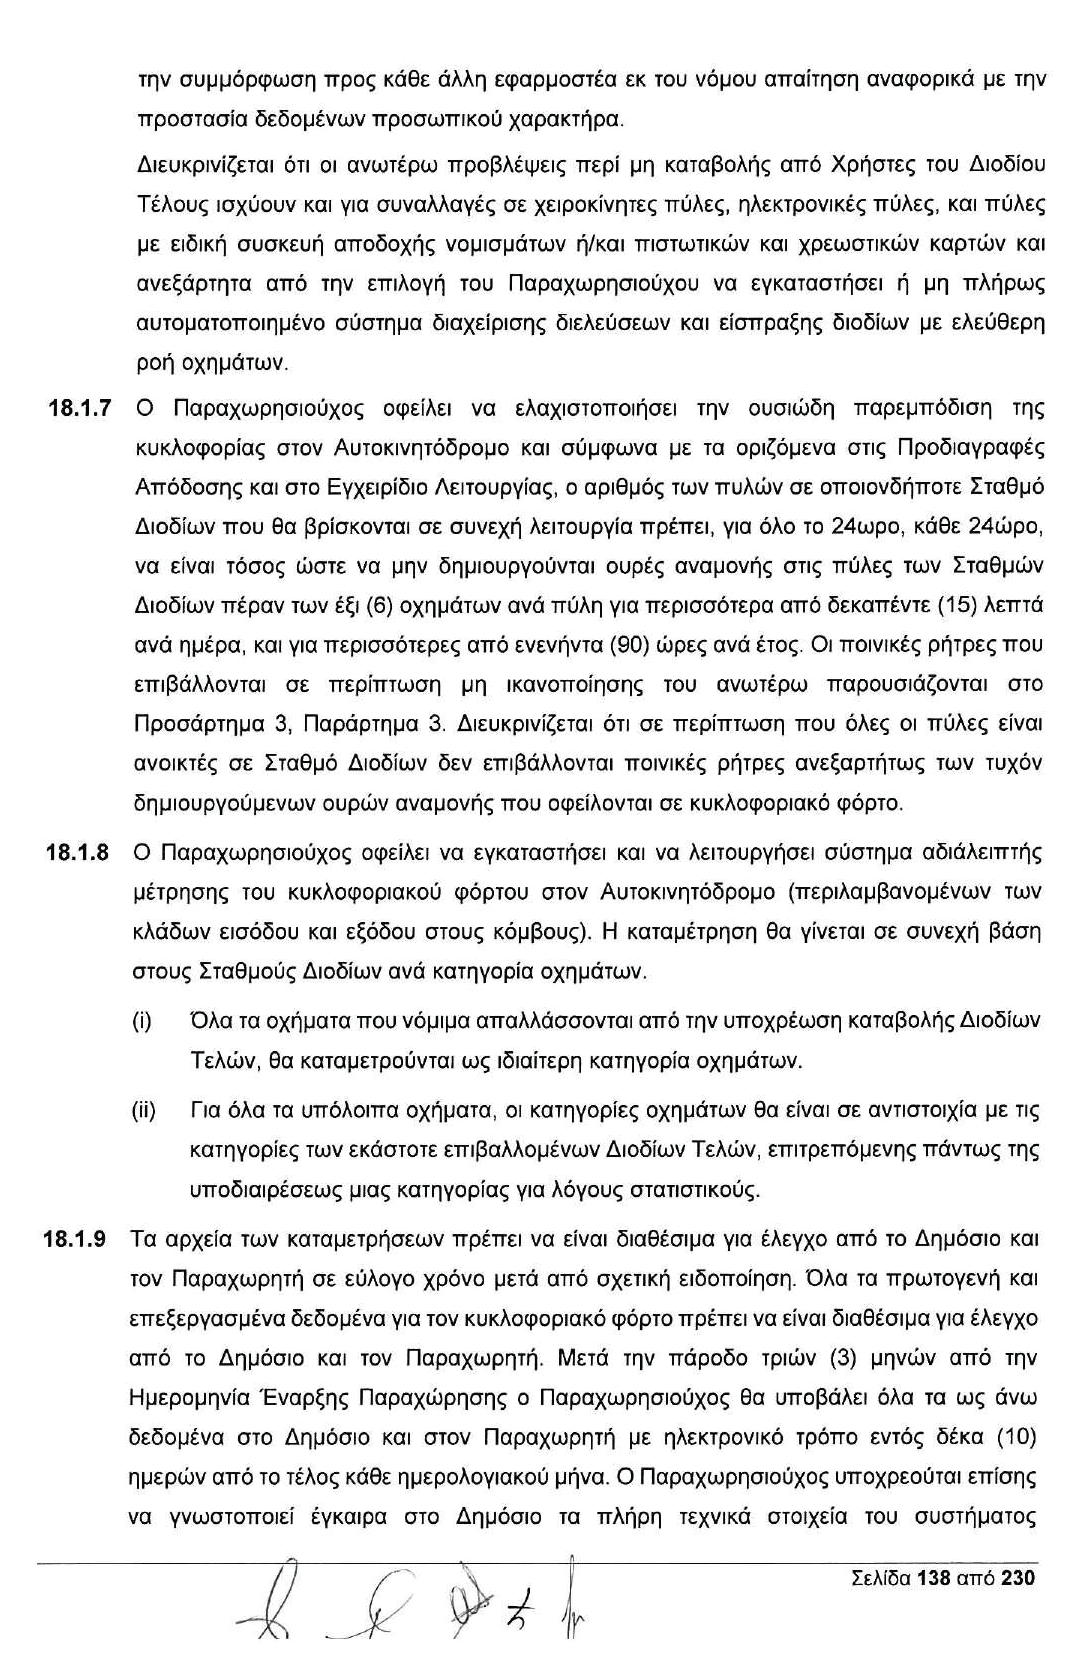 την συμμόρφωση προς κάθε άλλη εφαρμοστέα εκ του νόμου απαίτηση αναφορικά με την
προστασία δεδομένων προσωπικού χαρακτήρα.
Διευκρινίζεται ότι οι ανωτέρω προβλέψεις περί μη καταβολής από Χρήστες του Διοδίου
Τέλους ισχύουν και για συναλλαγές σε χειροκίνητες πύλες, ηλεκτρονικές πύλες, και πύλες
με ειδική συσκευή αποδοχής νομισμάτων ή/και πιστωτικών και χρεωστικών καρτών και
ανεξάρτητα από την επιλογή του Παραχωρησιούχου να εγκαταστήσει ή μη πλήρως
αυτοματοποιημένο σύστημα διαχείρισης διελεύσεων και είσπραξης διοδίων με ελεύθερη
ροή οχημάτων.
18.1.7 Ο Παραχωρησιούχος οφείλει να ελαχιστοποιήσει την ουσιώδη παρεμπόδιση της
κυκλοφορίας στον Αυτοκινητόδρομο και σύμφωνα με τα οριζόμενα στις Προδιαγραφές
Απόδοσης και στο Εγχειρίδιο Λειτουργίας, ο αριθμός των πυλών σε οποιονδήποτε Σταθμό
Διοδίων που θα βρίσκονται σε συνεχή λειτουργία πρέπει, για όλο το 24ωρο, κάθε 24ώρο,
να είναι τόσος ώστε να μην δημιουργούνται ουρές αναμονής στις πύλες των Σταθμών
Διοδίων πέραν των έξι (6) οχημάτων ανά πύλη για περισσότερα από δεκαπέντε (15) λεπτά
ανά ημέρα, και για περισσότερες από ενενήντα (90) ώρες ανά έτος. Οι ποινικές ρήτρες που
επιβάλλονται σε περίπτωση μη ικανοποίησης του ανωτέρω παρουσιάζονται στο
Προσάρτημα 3, Παράρτημα 3. Διευκρινίζεται ότι σε περίπτωση που όλες οι πύλες είναι
ανοικτές σε Σταθμό Διοδίων δεν επιβάλλονται ποινικές ρήτρες ανεξαρτήτως των τυχόν
δημιουργούμενων ουρών αναμονής που οφείλονται σε κυκλοφοριακό φόρτο.
18.1.8 Ο Παραχωρησιούχος οφείλει να εγκαταστήσει και να λειτουργήσει σύστημα αδιάλειπτής
μέτρησης του κυκλοφοριακού φόρτου στον Αυτοκινητόδρομο (περιλαμβανομένων των
κλάδων εισόδου και εξόδου στους κόμβους). Η καταμέτρηση θα γίνεται σε συνεχή βάση
στους Σταθμούς Διοδίων ανά κατηγορία οχημάτων.
(i) Όλα τα οχήματα που νόμιμα απαλλάσσονται από την υποχρέωση καταβολής Διοδίων
Τελών, θα καταμετρούνται ως ιδιαίτερη κατηγορία οχημάτων.
(ii) Για όλα τα υπόλοιπα οχήματα, οι κατηγορίες οχημάτων θα είναι σε αντιστοιχία με τις
κατηγορίες των εκάστοτε επιβαλλομένων Διοδίων Τελών, επιτρεπόμενης πάντως της
υποδιαιρέσεως μιας κατηγορίας για λόγους στατιστικούς.
18.1.9 Τα αρχεία των καταμετρήσεων πρέπει να είναι διαθέσιμα για έλεγχο από το Δημόσιο και
τον Παραχωρητή σε εύλογο χρόνο μετά από σχετική ειδοποίηση. Όλα τα πρωτογενή και
επεξεργασμένα δεδομένα για τον κυκλοφοριακό φόρτο πρέπει να είναι διαθέσιμα για έλεγχο
από το Δημόσιο και τον Παραχωρητή. Μετά την πάροδο τριών (3) μηνών από την
Ημερομηνία Έναρξης Παραχώρησης ο Παραχωρησιούχος θα υποβάλει όλα τα ως άνω
δεδομένα στο Δημόσιο και στον Παραχωρητή με ηλεκτρονικό τρόπο εντός δέκα (10)
ημερών από το τέλος κάθε ημερολογιακού μήνα. Ο Παραχωρησιούχος υποχρεούται επίσης
να γνωστοποιεί έγκαιρα στο Δημόσιο τα πλήρη τεχνικά στοιχεία του συστήματος
Σελίδα 138 από 230